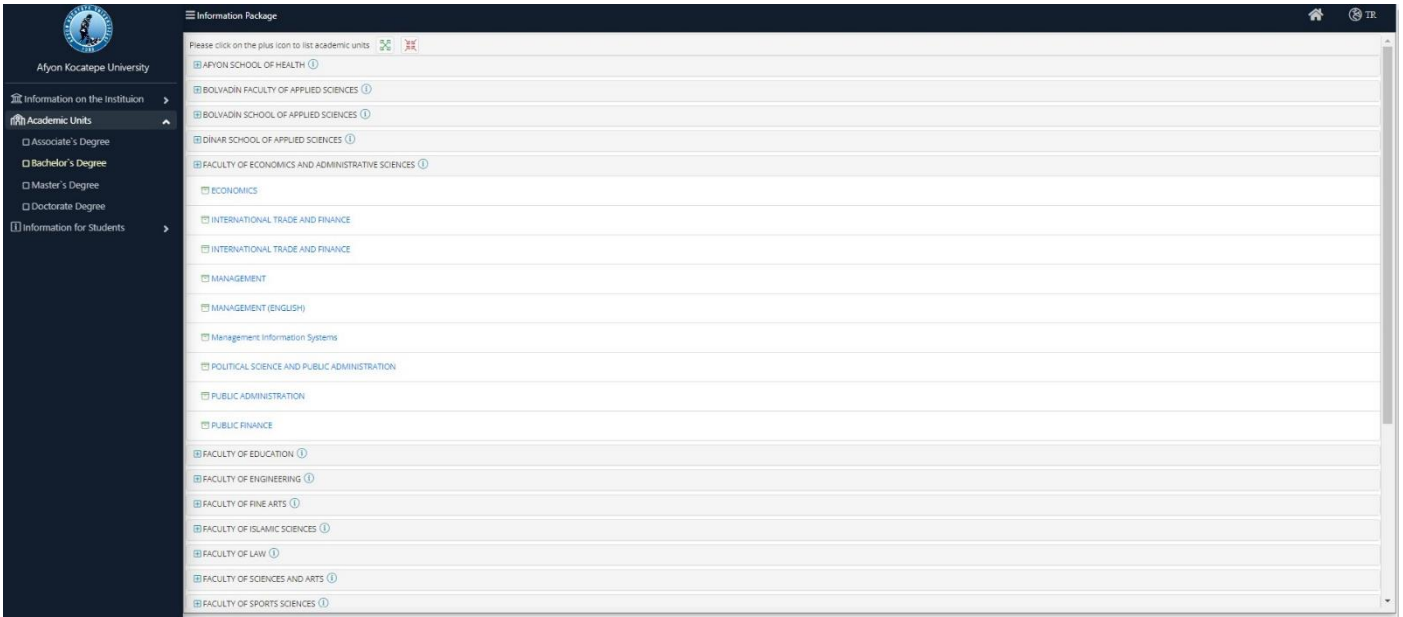 Information Package
TR
Afyon Kocatepe University
Information on the Instituion
Academic Units
Associate`s Degree
Bachelor`s Degree
Master`s Degree
Doctorate Degree
Information for Students
Please click on the plus icon to list academic units
AFYON SCHOOL OF HEALTH
BOLVADİN FACULTY OF APPLIED SCIENCES
BOLVADİN SCHOOL OF APPLIED SCIENCES
DİNAR SCHOOL OF APPLIED SCIENCES
FACULTY OF ECONOMICS AND ADMINISTRATIVE SCIENCES
ECONOMICS
INTERNATIONAL TRADE AND FINANCE
INTERNATIONAL TRADE AND FINANCE
MANAGEMENT
MANAGEMENT (ENGLISH)
Management Information Systems
POLITICAL SCIENCE AND PUBLIC ADMINISTRATION
PUBLIC ADMINISTRATION
PUBLIC FINANCE
FACULTY OF EDUCATION
FACULTY OF ENGINEERING
FACULTY OF FINE ARTS
FACULTY OF ISLAMIC SCIENCES
FACULTY OF LAW
FACULTY OF SCIENCES AND ARTS
FACULTY OF SPORTS SCIENCES